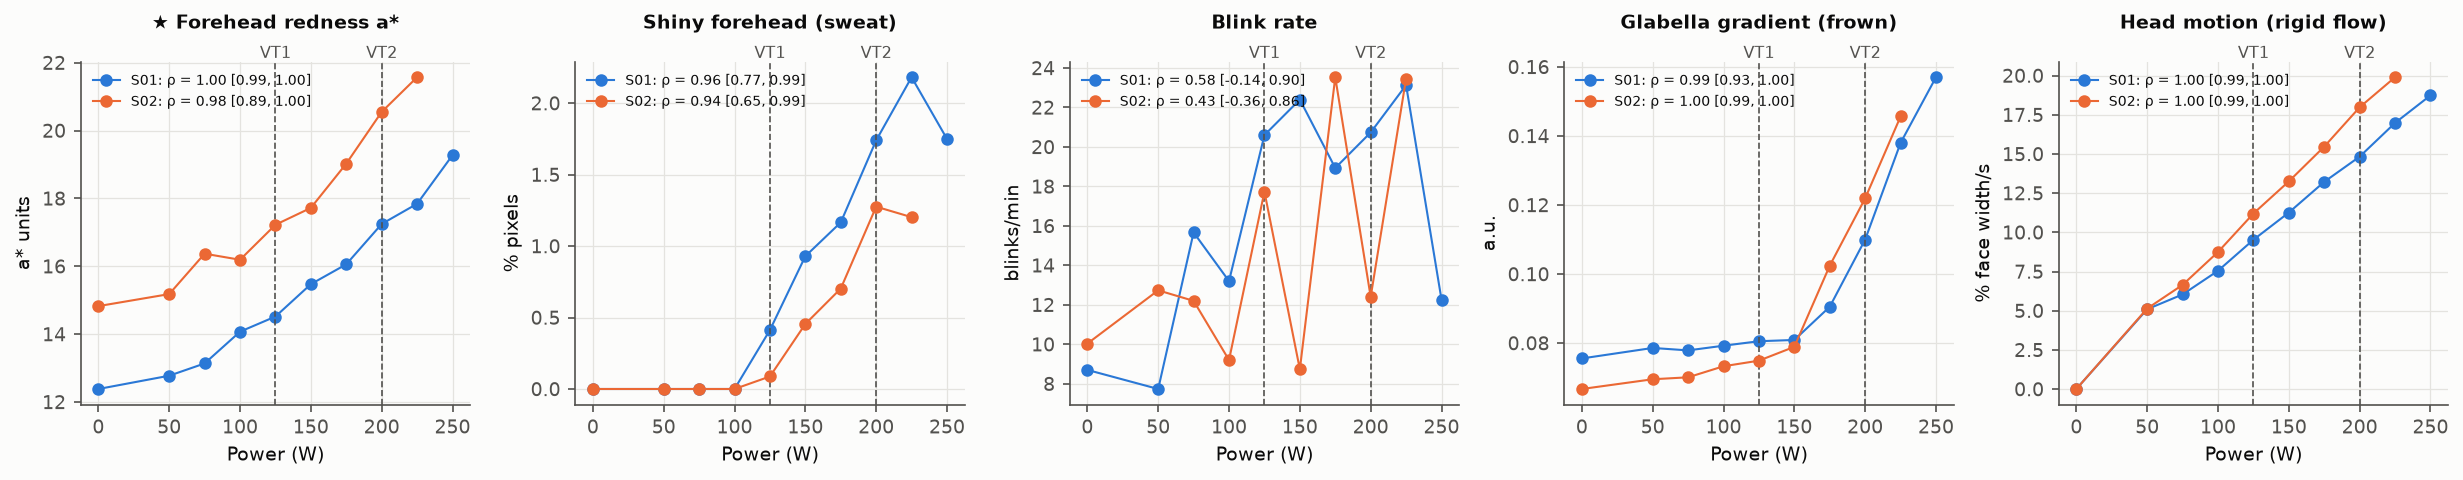 ★ Forehead redness a*
VT1 VT2
S01: ρ = 1.00 [0.99, 1.00]
S02: ρ = 0.98 [0.89, 1.00]
22
20
18
16
14
12
a* units
0 50 100 150 200 250
Power (W)
Shiny forehead (sweat)
VT1 VT2
S01: ρ = 0.96 [0.77, 0.99]
S02: ρ = 0.94 [0.65, 0.99]
2.0
1.5
1.0
0.5
0.0
% pixels
0 50 100 150 200 250
Power (W)
Blink rate
VT1 VT2
S01: ρ = 0.58 [-0.14, 0.90]
S02: ρ = 0.43 [-0.36, 0.86]
24
22
20
18
16
14
12
10
8
blinks/min
0 50 100 150 200 250
Power (W)
Glabella gradient (frown)
VT1 VT2
S01: ρ = 0.99 [0.93, 1.00]
S02: ρ = 1.00 [0.99, 1.00]
0.16
0.14
0.12
0.10
0.08
a.u.
0 50 100 150 200 250
Power (W)
Head motion (rigid flow)
VT1 VT2
S01: ρ = 1.00 [0.99, 1.00]
S02: ρ = 1.00 [0.99, 1.00]
20.0
17.5
15.0
12.5
10.0
7.5
5.0
2.5
0.0
% face width/s
0 50 100 150 200 250
Power (W)